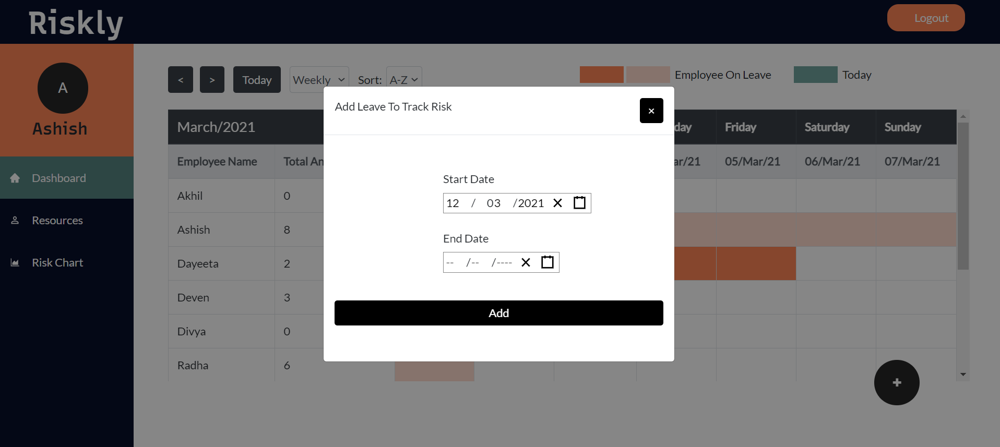 Riskly
Logout
A
Ashish
Dashboard
Resources
Risk Chart
< > Today Weekly Sort: A-Z Employee On Leave Today
March/2021 day Friday Saturday Sunday
Employee Name Total An ar/21 05/Mar/21 06/Mar/21 07/Mar/21
Akhil 0
Ashish 8
Dayeeta 2
Deven 3
Divya 0
Radha 6
Add Leave To Track Risk
×
Start Date
12 / 03 /2021
End Date
-- /-- /----
Add
+